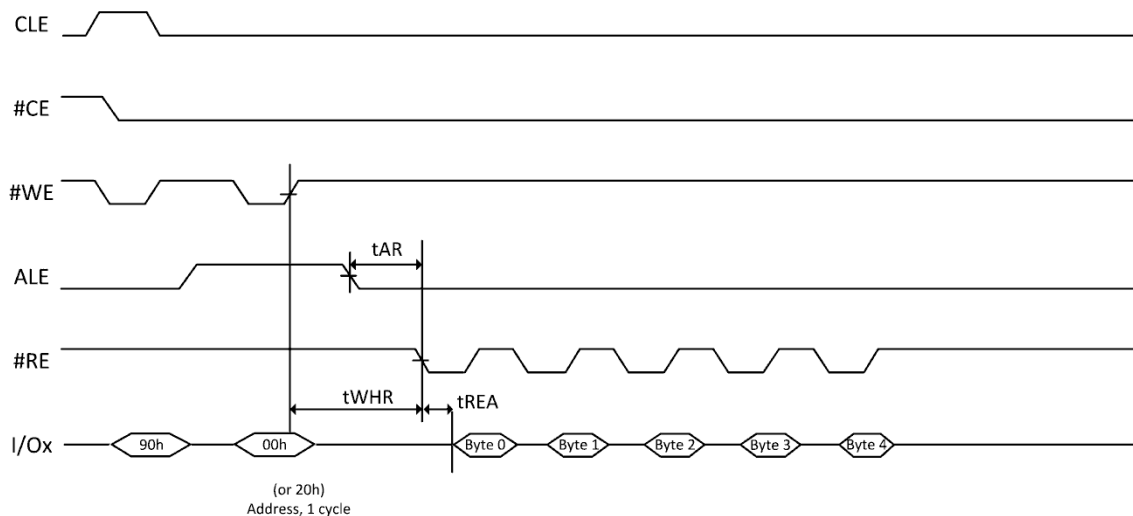 CLE
#CE
#WE
tAR
ALE
#RE
tWHR
tREA
I/Ox
90h
00h
Byte 0
Byte 1
Byte 2
Byte 3
Byte 4
(or 20h)
Address, 1 cycle